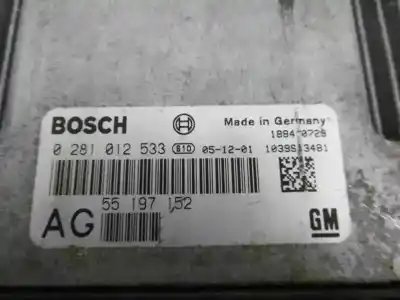 BOSCH Made in Germany
1884-0728
0 281 012 533 B10 05-12-01 1039S13481
AG 55 197 152
GM